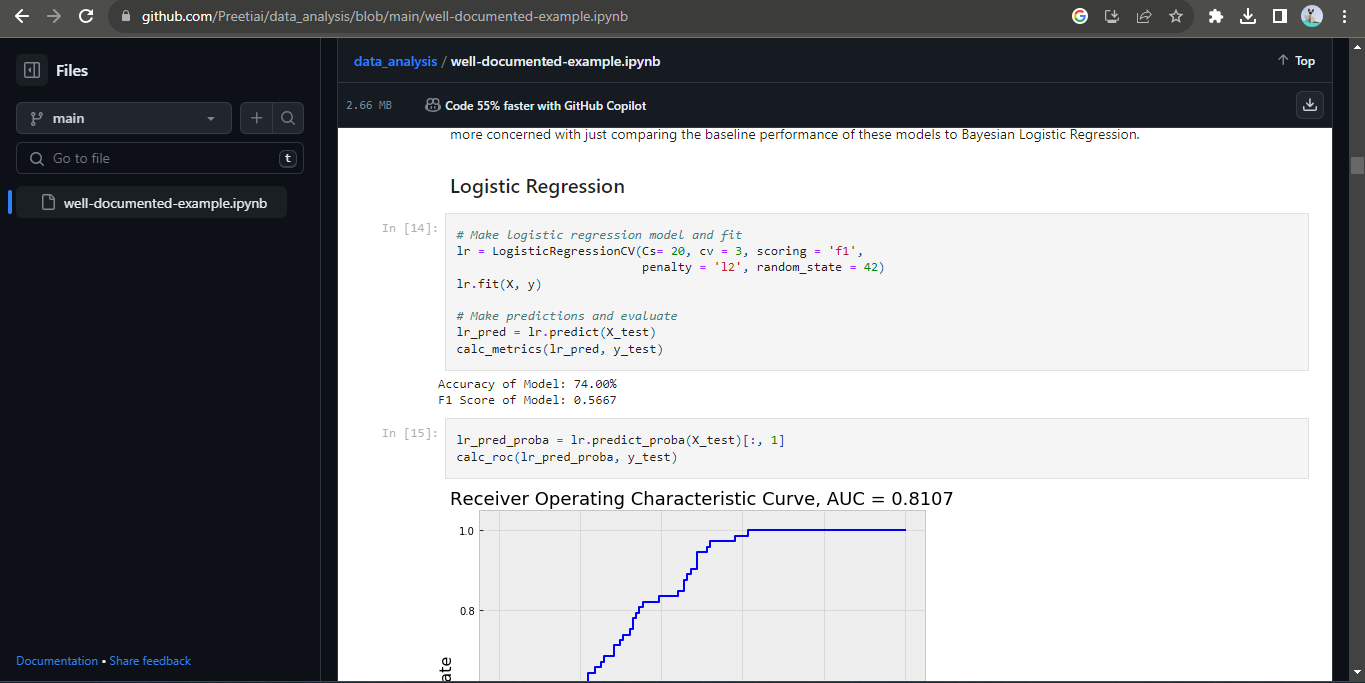 github.com/Preetiai/data_analysis/blob/main/well-documented-example.ipynb
Files
main
Go to file
t
well-documented-example.ipynb
Documentation • Share feedback
data_analysis / well-documented-example.ipynb
Top
2.66 MB
Code 55% faster with GitHub Copilot
more concerned with just comparing the baseline performance of these models to Bayesian Logistic Regression.
Logistic Regression
In [14]:
# Make logistic regression model and fit
lr = LogisticRegressionCV(Cs= 20, cv = 3, scoring = 'f1',
penalty = 'l2', random_state = 42)
lr.fit(X, y)
# Make predictions and evaluate
lr_pred = lr.predict(X_test)
calc_metrics(lr_pred, y_test)
Accuracy of Model: 74.00%
F1 Score of Model: 0.5667
In [15]:
lr_pred_proba = lr.predict_proba(X_test)[:, 1]
calc_roc(lr_pred_proba, y_test)
Receiver Operating Characteristic Curve, AUC = 0.8107
1.0
0.8
ate